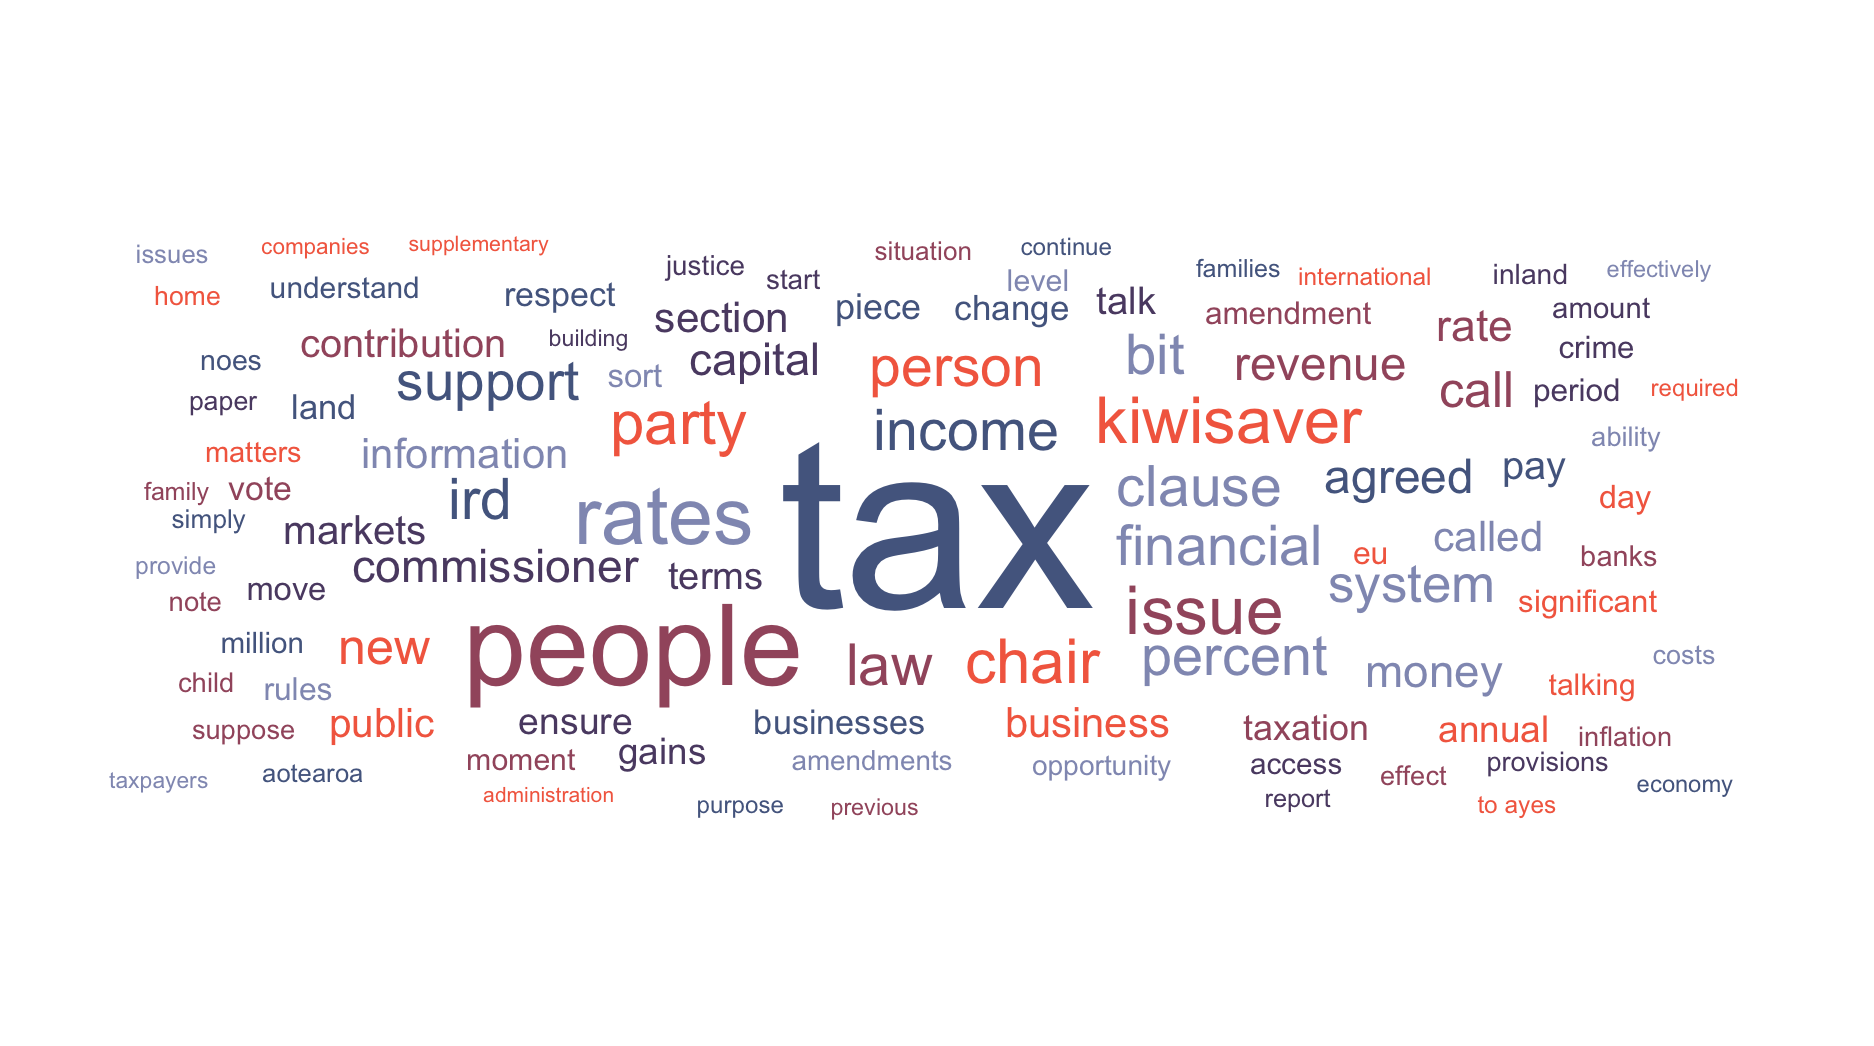 supplementary
companies
issues
justice
situation
continue
start
level
families
international
inland
effectively
home
understand
respect
piece
change
talk
amendment
amount
section
building
contribution
capital
person
bit
revenue
rate
crime
noes
support
sort
call
period
required
paper
land
party
income
kiwisaver
ability
matters
information
tax
clause
agreed
pay
family
vote
ird
rates
day
simply
markets
financial
eu
called
banks
provide
commissioner
terms
system
note
move
people
issue
significant
million
new
law
chair
percent
money
costs
child
rules
talking
suppose
public
ensure
businesses
business
taxation
annual
inflation
moment
gains
amendments
opportunity
access
effect
provisions
taxpayers
aotearoa
administration
purpose
previous
report
to ayes
economy